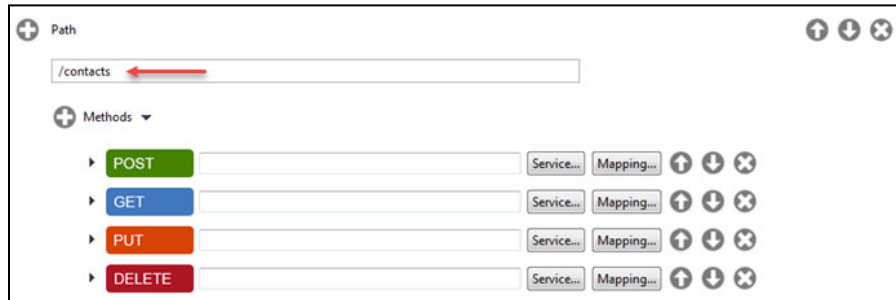 Path
/contacts
Methods
POST Service... Mapping...
GET Service... Mapping...
PUT Service... Mapping...
DELETE Service... Mapping...